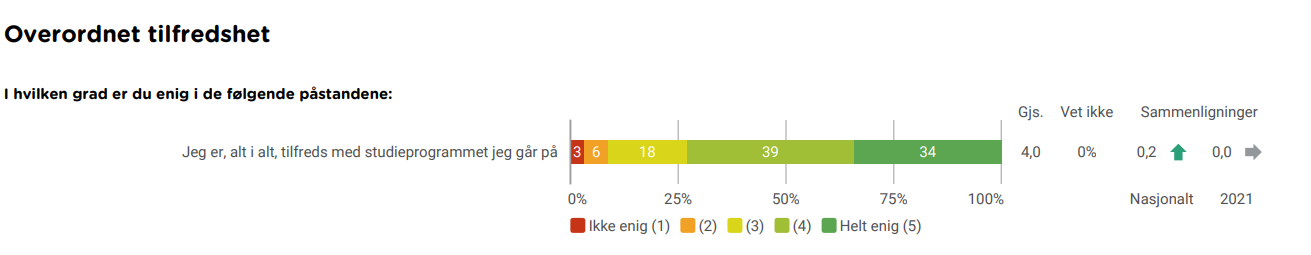 Overordnet tilfredshet
I hvilken grad er du enig i de følgende påstandene:
Gjs. Vet ikke Sammenligninger
Jeg er, alt i alt, tilfreds med studieprogrammet jeg går på 3 6 18 39 34 4,0 0% 0,2 0,0
0% 25% 50% 75% 100% Nasjonalt 2021
Ikke enig (1) (2) (3) (4) Helt enig (5)